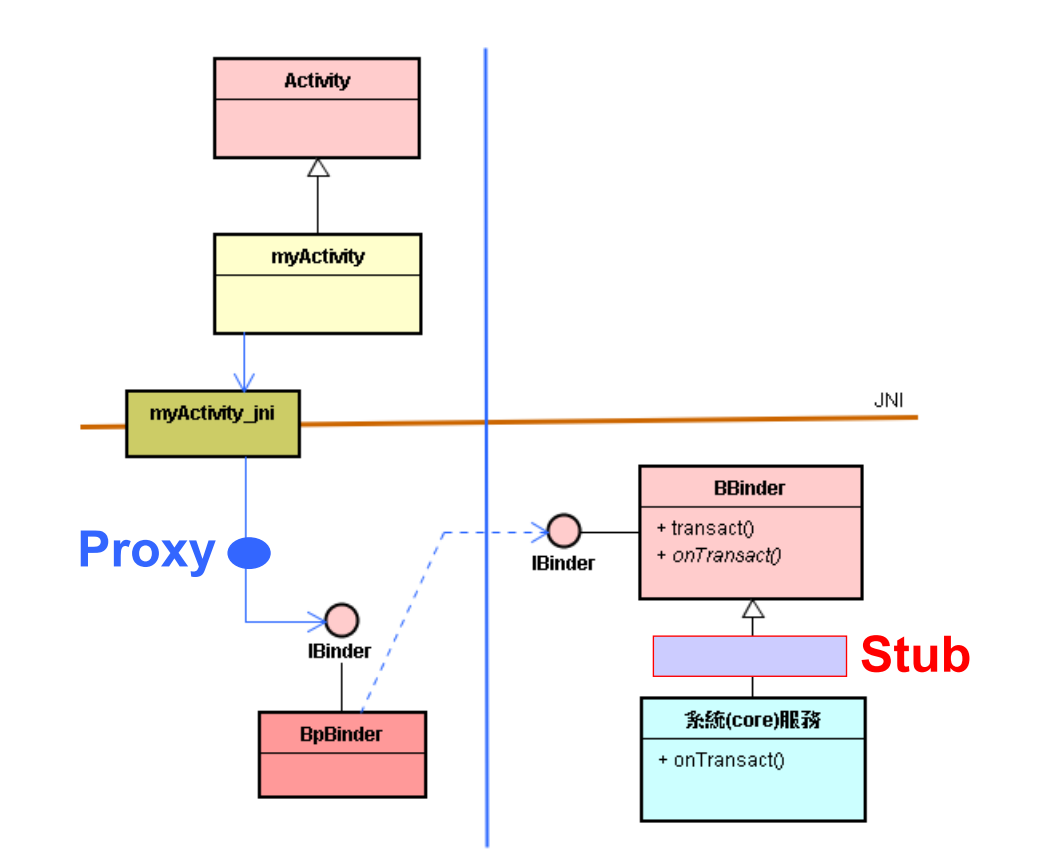 Activity
myActivity
myActivity_jni
JNI
BBinder
+ transact()
+ onTransact()
Proxy
IBinder
IBinder
Stub
BpBinder
系統(core)服務
+ onTransact()